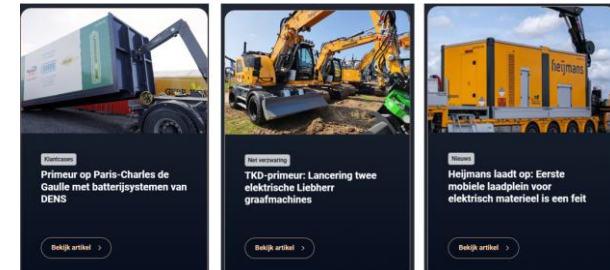 heijmans
Klantcases
Primeur op Paris-Charles de
Gaulle met batterijsystemen van
DENS
Bekijk artikel >
Net verzwaring
TKD-primeur: Lancering twee
elektrische Liebherr
graafmachines
Bekijk artikel >
Nieuws
Heijmans laadt op: Eerste
mobiele laadplein voor
elektrisch materieel is een feit
Bekijk artikel >